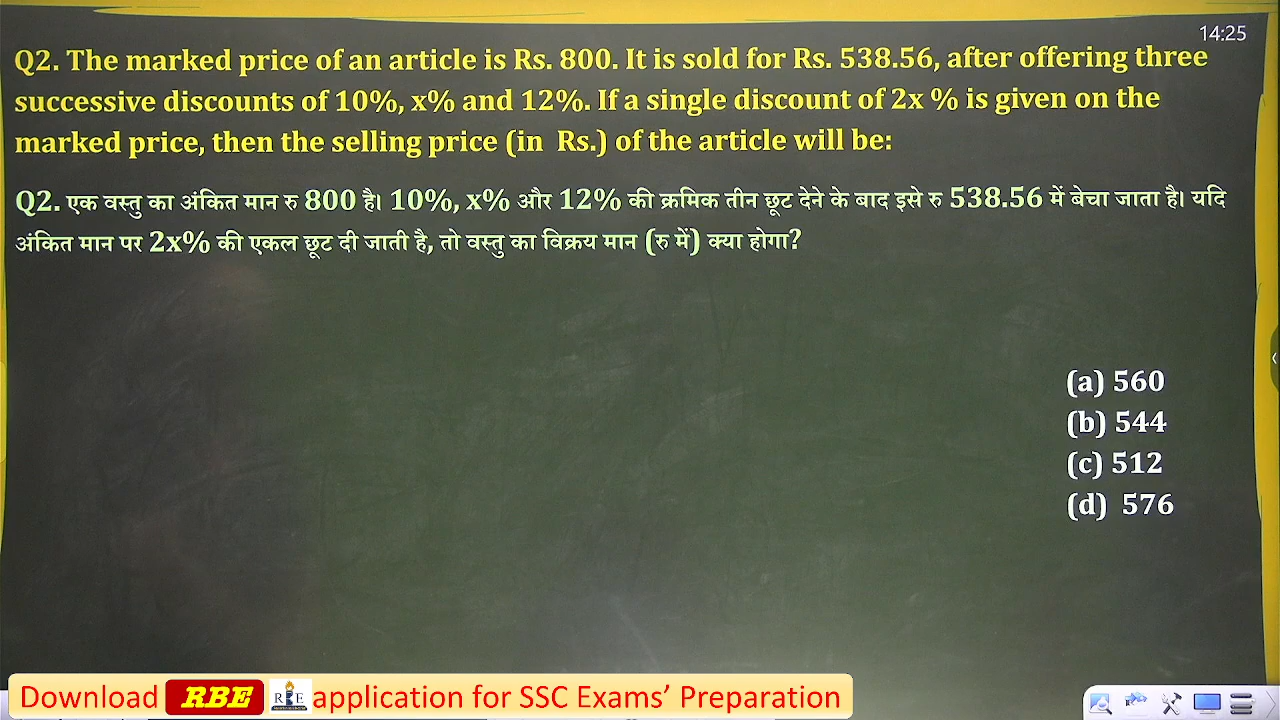 14:25
Q2. The marked price of an article is Rs. 800. It is sold for Rs. 538.56, after offering three
successive discounts of 10%, x% and 12%. If a single discount of 2x % is given on the
marked price, then the selling price (in Rs.) of the article will be:
Q2. एक वस्तु का अंकित मान रु 800 है। 10%, x% और 12% की क्रमिक तीन छूट देने के बाद इसे रु 538.56 में बेचा जाता है। यदि
अंकित मान पर 2x% की एकल छूट दी जाती है, तो वस्तु का विक्रय मान (रु में) क्या होगा?
(a) 560
(b) 544
(c) 512
(d) 576
Download RBE RBE application for SSC Exams’ Preparation